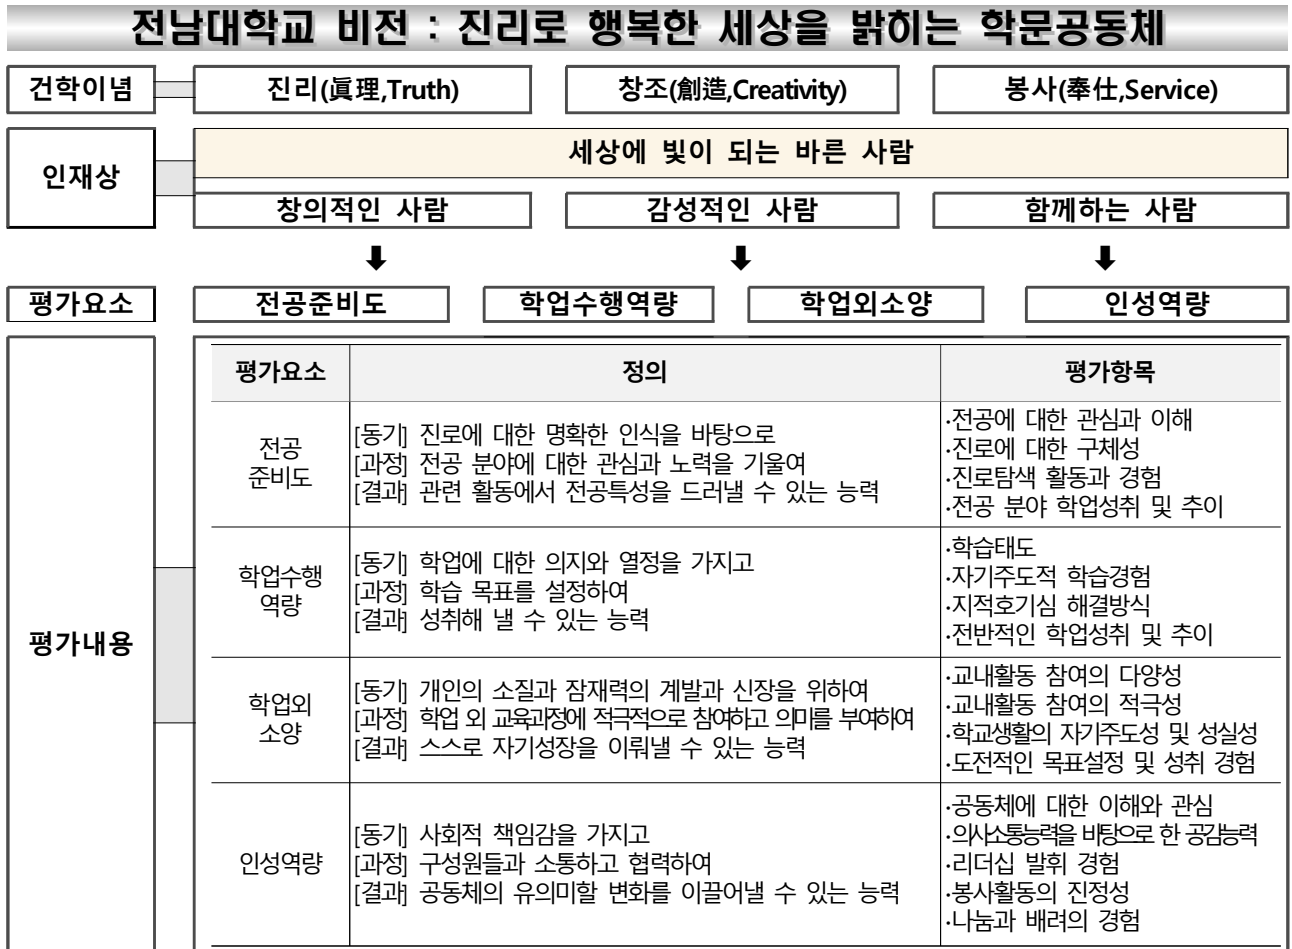 전남대학교 비전 : 진리로 행복한 세상을 밝히는 학문공동체
건학이념
진리(眞理,Truth)
창조(創造,Creativity)
봉사(奉仕,Service)
인재상
세상에 빛이 되는 바른 사람
창의적인 사람
감성적인 사람
함께하는 사람
평가요소
전공준비도
학업수행역량
학업외소양
인성역량
평가내용
평가요소
정의
평가항목
전공
준비도
[동기] 진로에 대한 명확한 인식을 바탕으로
[과정] 전공 분야에 대한 관심과 노력을 기울여
[결과] 관련 활동에서 전공특성을 드러낼 수 있는 능력
·전공에 대한 관심과 이해
·진로에 대한 구체성
·진로탐색 활동과 경험
·전공 분야 학업성취 및 추이
학업수행
역량
[동기] 학업에 대한 의지와 열정을 가지고
[과정] 학습 목표를 설정하여
[결과] 성취해 낼 수 있는 능력
·학습태도
·자기주도적 학습경험
·지적호기심 해결방식
·전반적인 학업성취 및 추이
학업외
소양
[동기] 개인의 소질과 잠재력의 계발과 신장을 위하여
[과정] 학업 외 교육과정에 적극적으로 참여하고 의미를 부여하여
[결과] 스스로 자기성장을 이뤄낼 수 있는 능력
·교내활동 참여의 다양성
·교내활동 참여의 적극성
·학교생활의 자기주도성 및 성실성
·도전적인 목표설정 및 성취 경험
인성역량
[동기] 사회적 책임감을 가지고
[과정] 구성원들과 소통하고 협력하여
[결과] 공동체의 유의미할 변화를 이끌어낼 수 있는 능력
·공동체에 대한 이해와 관심
·의사소통능력을 바탕으로 한 공감능력
·리더십 발휘 경험
·봉사활동의 진정성
·나눔과 배려의 경험